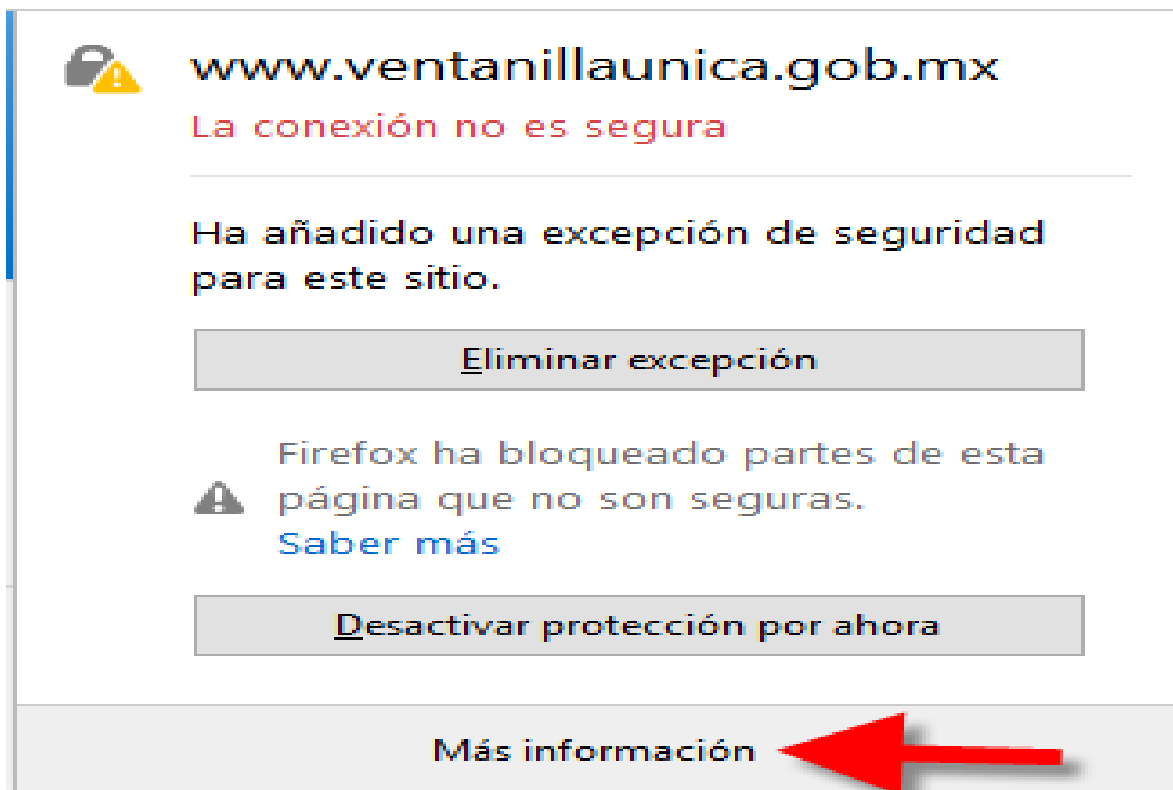 www.ventanillaunica.gob.mx
La conexión no es segura
Ha añadido una excepción de seguridad
para este sitio.
Eliminar excepción
Firefox ha bloqueado partes de esta
página que no son seguras.
Saber más
Desactivar protección por ahora
Más información